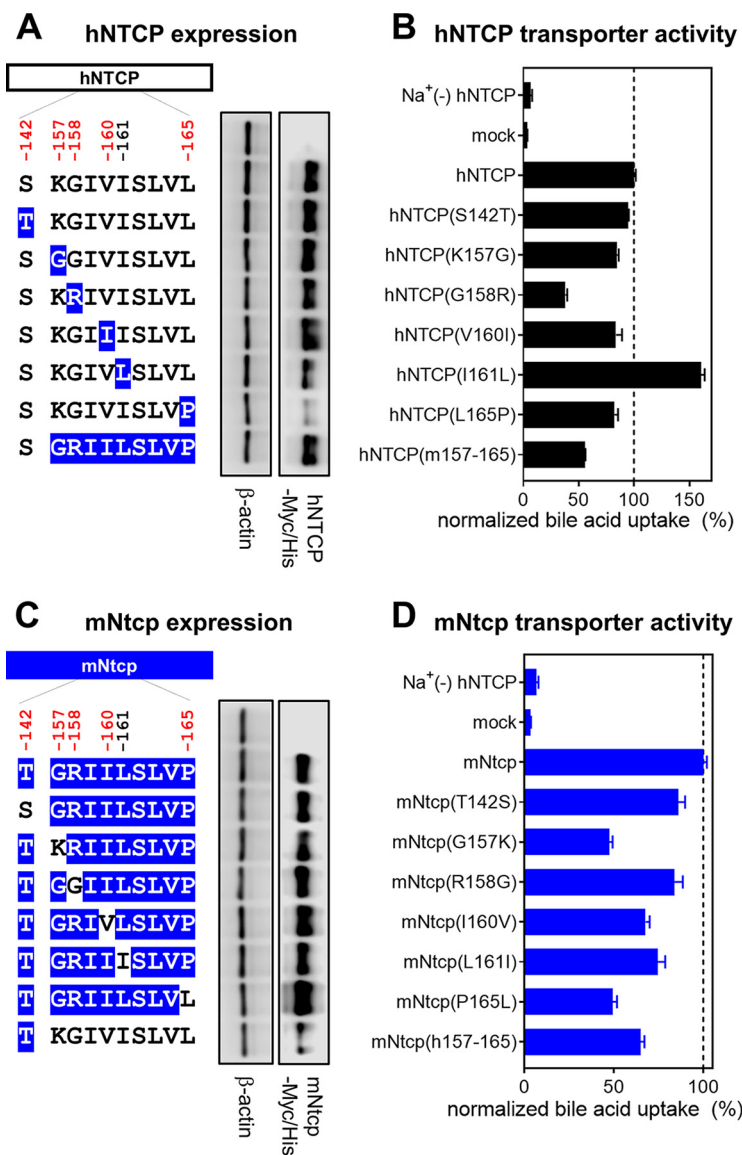 A hNTCP expression
hNTCP
-142 -157 -158 -160 -161 -165
S KGIVISLVL
T KGIVISLVL
S GGIVISLVL
S KRIVISLVL
S KGIIISLVL
S KGIVLSLVL
S KGIVISLVP
S GRIILSLVP
β-actin
hNTCP
-Myc/His
B hNTCP transporter activity
Na+(-) hNTCP
mock
hNTCP
hNTCP(S142T)
hNTCP(K157G)
hNTCP(G158R)
hNTCP(V160I)
hNTCP(I161L)
hNTCP(L165P)
hNTCP(m157-165)
0 50 100 150
normalized bile acid uptake (%)
C mNtcp expression
mNtcp
-142 -157 -158 -160 -161 -165
T GRIILSLVP
S GRIILSLVP
T KRIILSLVP
T GGIILSLVP
T GRIVLSLVP
T GRIIISLVP
T GRIILSLVL
T KGIVISLVL
β-actin
mNtcp
-Myc/His
D mNtcp transporter activity
Na+(-) hNTCP
mock
mNtcp
mNtcp(T142S)
mNtcp(G157K)
mNtcp(R158G)
mNtcp(I160V)
mNtcp(L161I)
mNtcp(P165L)
mNtcp(h157-165)
0 50 100
normalized bile acid uptake (%)